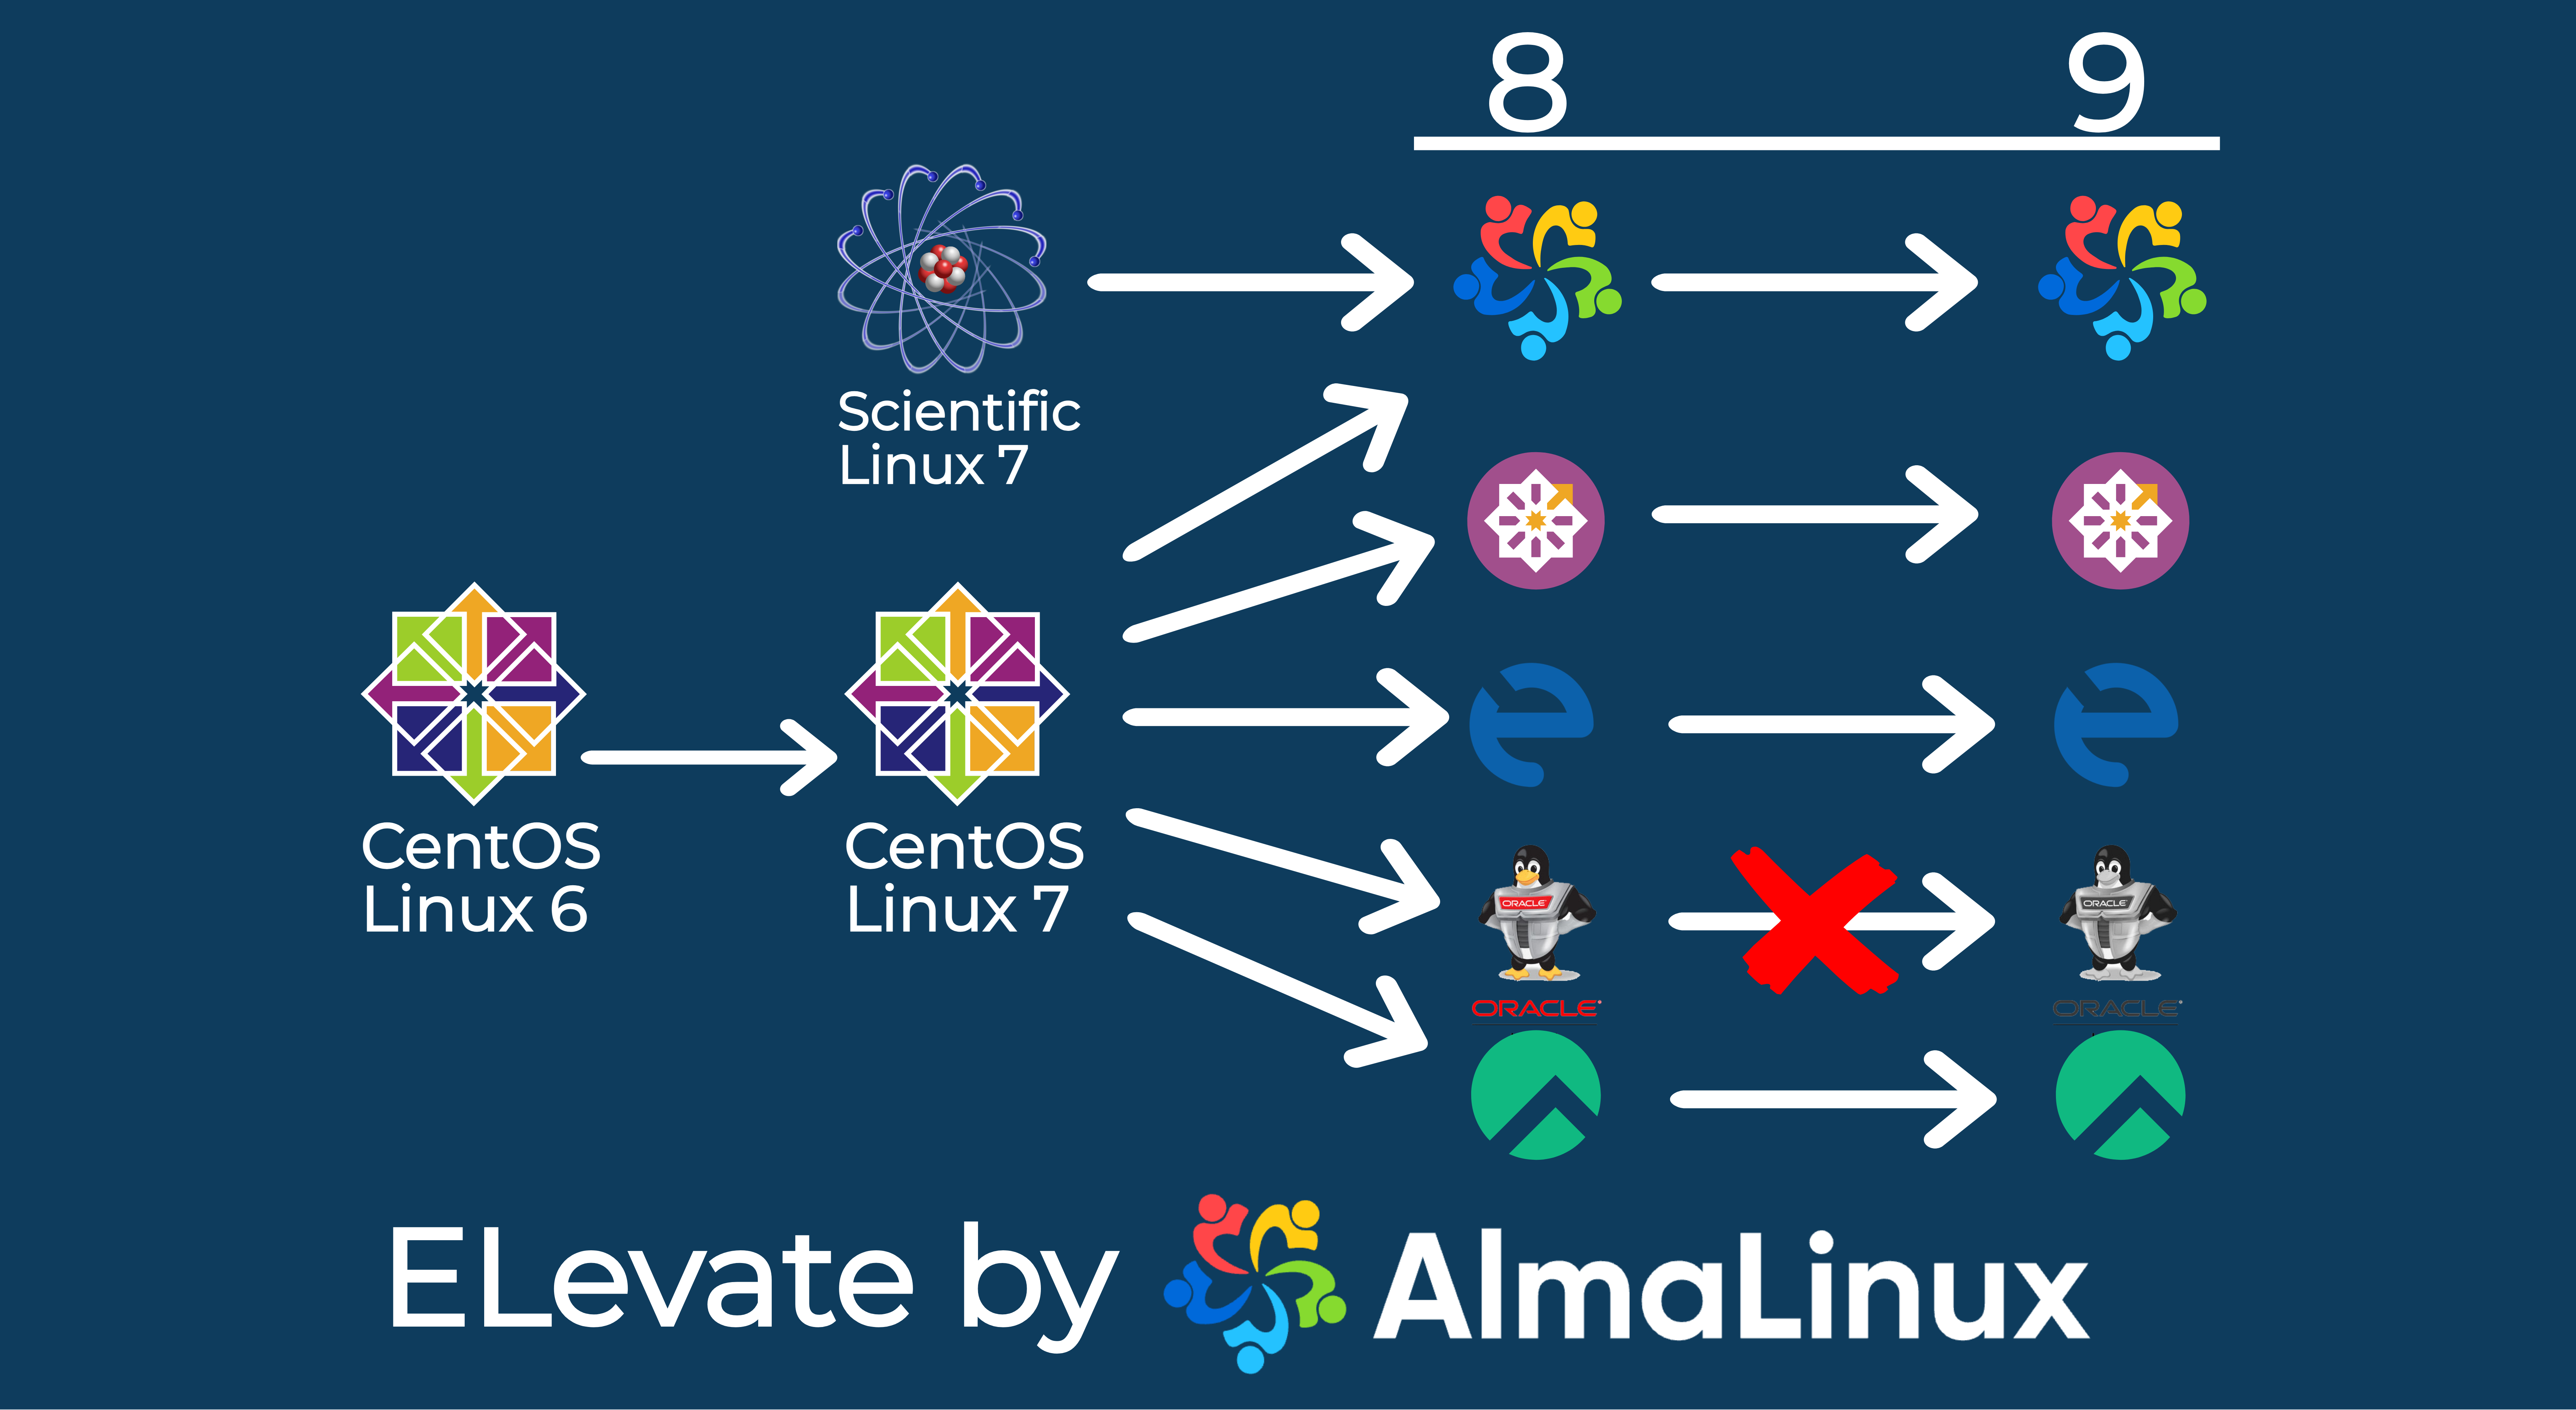 8 9
Scientific
Linux 7
CentOS
Linux 6
CentOS
Linux 7
ORACLE
ORACLE
ORACLE
ORACLE
ELevate by AlmaLinux